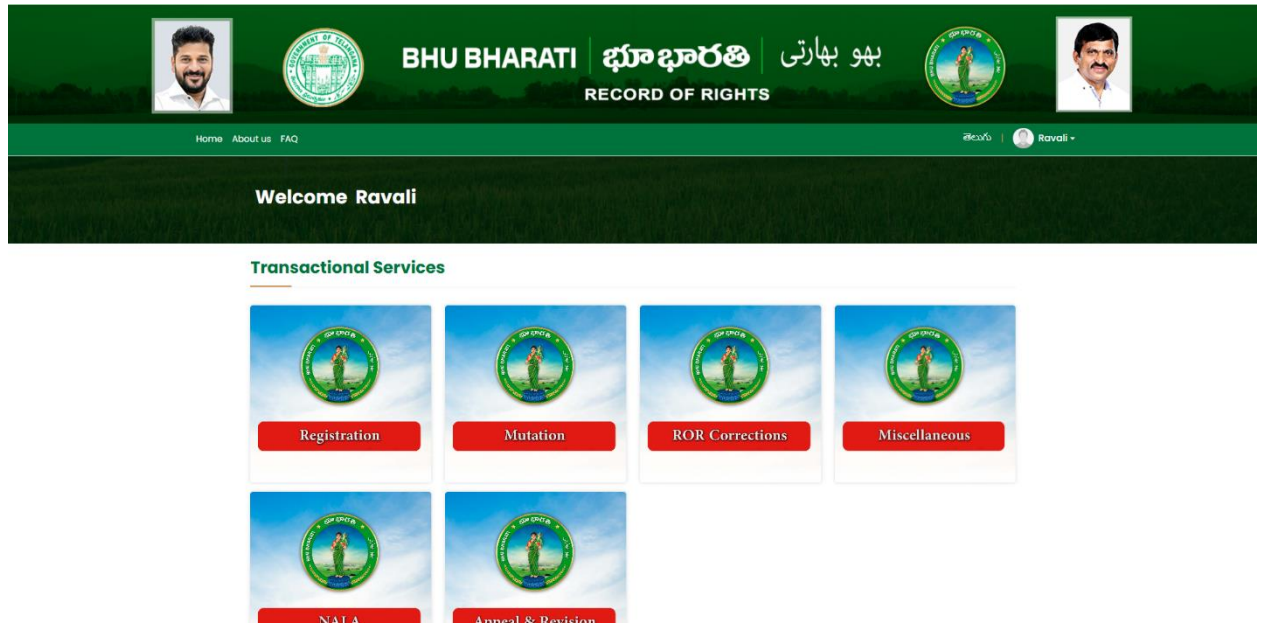 BHU BHARATI | భూ భారతి | بھو بھارتی
RECORD OF RIGHTS
Home About us FAQ
తెలుగు | Ravali
Welcome Ravali
Transactional Services
Registration
Mutation
ROR Corrections
Miscellaneous
NALA
Appeal & Revision